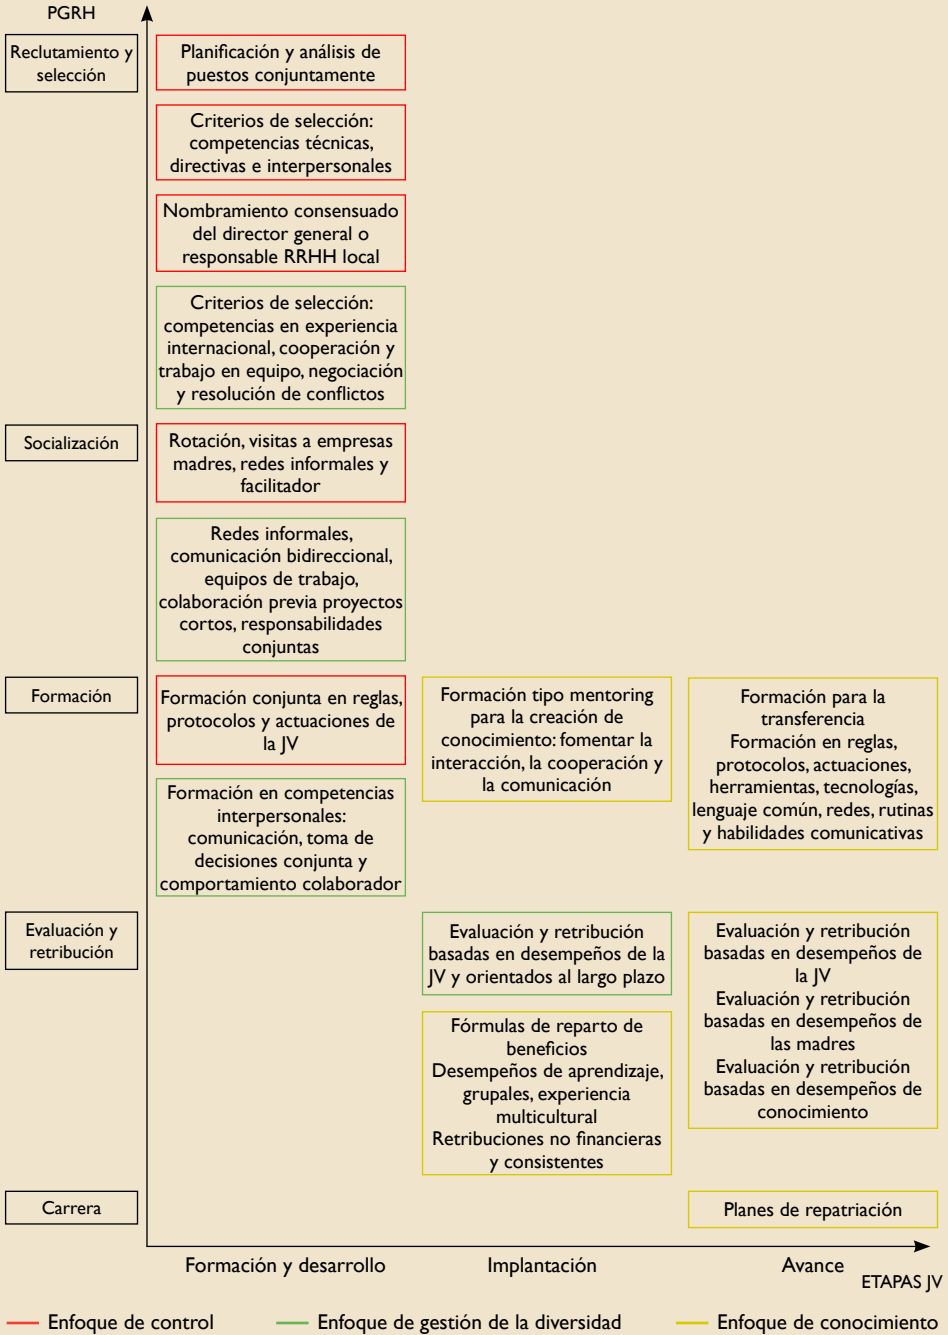 PGRH
Reclutamiento y
selección
Planificación y análisis de
puestos conjuntamente
Criterios de selección:
competencias técnicas,
directivas e interpersonales
Nombramiento consensuado
del director general o
responsable RRHH local
Criterios de selección:
competencias en experiencia
internacional, cooperación y
trabajo en equipo, negociación
y resolución de conflictos
Socialización
Rotación, visitas a empresas
madres, redes informales y
facilitador
Redes informales,
comunicación bidireccional,
equipos de trabajo,
colaboración previa proyectos
cortos, responsabilidades
conjuntas
Formación
Formación conjunta en reglas,
protocolos y actuaciones de
la JV
Formación en competencias
interpersonales:
comunicación, toma de
decisiones conjunta y
comportamiento colaborador
Formación tipo mentoring
para la creación de
conocimiento: fomentar la
interacción, la cooperación y
la comunicación
Formación para la
transferencia
Formación en reglas,
protocolos, actuaciones,
herramientas, tecnologías,
lenguaje común, redes, rutinas
y habilidades comunicativas
Evaluación y
retribución
Evaluación y retribución
basadas en desempeños de la
JV y orientados al largo plazo
Fórmulas de reparto de
beneficios
Desempeños de aprendizaje,
grupales, experiencia
multicultural
Retribuciones no financieras
y consistentes
Evaluación y retribución
basadas en desempeños de
la JV
Evaluación y retribución
basadas en desempeños de
las madres
Evaluación y retribución
basadas en desempeños de
conocimiento
Carrera
Planes de repatriación
Formación y desarrollo
Implantación
Avance
ETAPAS JV
Enfoque de control
Enfoque de gestión de la diversidad
Enfoque de conocimiento